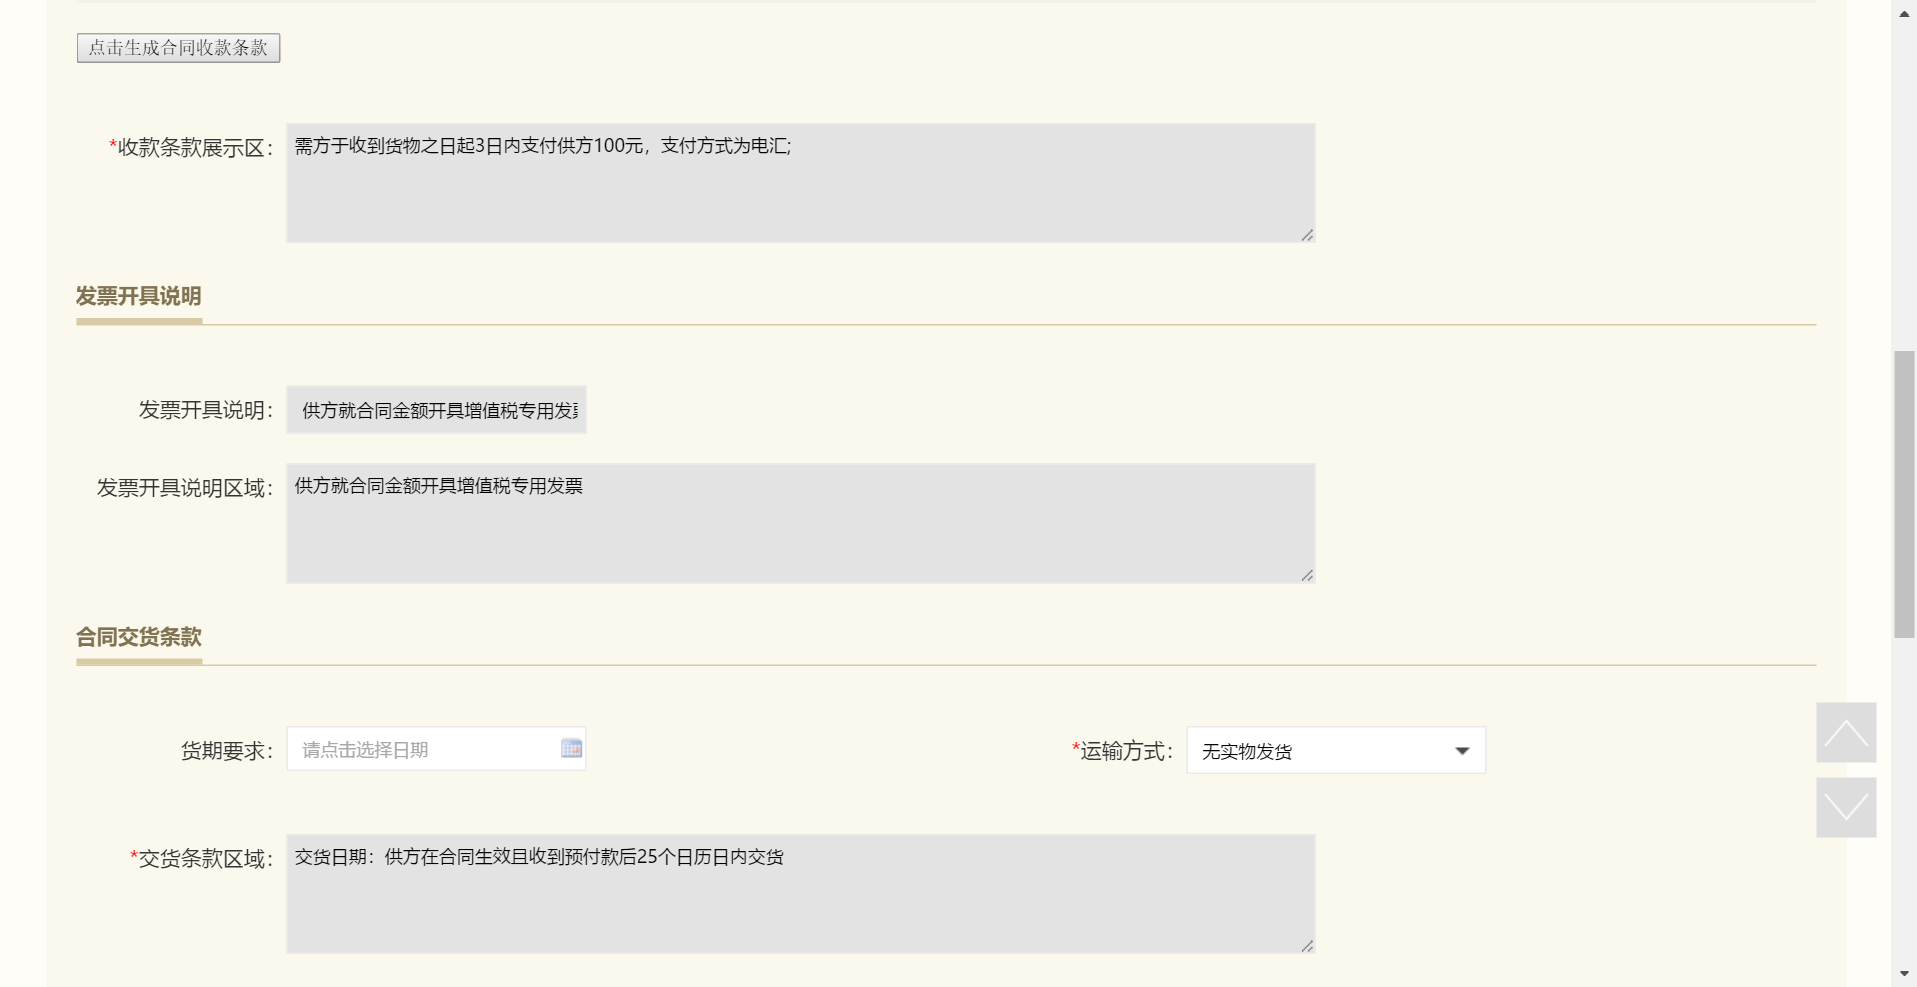 点击生成合同收款条款
*收款条款展示区：
需方于收到货物之日起3日内支付供方100元，支付方式为电汇;
发票开具说明
发票开具说明：
供方就合同金额开具增值税专用发
发票开具说明区域：
供方就合同金额开具增值税专用发票
合同交货条款
货期要求：
请点击选择日期
*运输方式：
无实物发货
*交货条款区域：
交货日期：供方在合同生效且收到预付款后25个日历日内交货